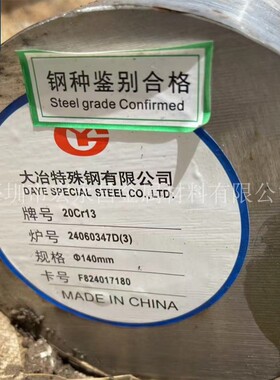 钢种鉴别合格
Steel grade Confirmed
大冶特殊钢有限公司
DAYE SPECIAL STEEL CO., LTD.
牌号 20Cr13
炉号 24060347D(3)
规格 Φ140mm
卡号 F824017180
MADE IN CHINA